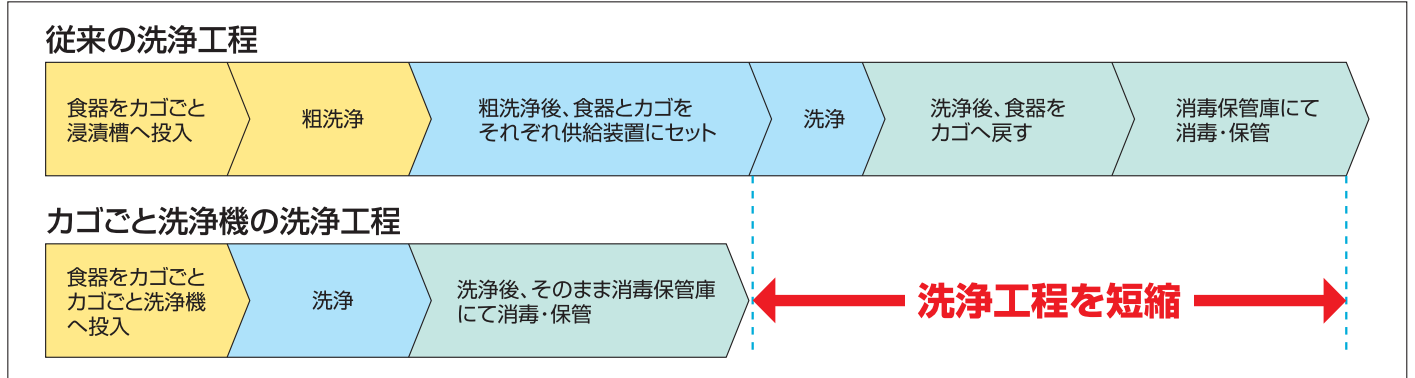 従来の洗浄工程
食器をカゴごと
浸漬槽へ投入
粗洗浄
粗洗浄後、食器とカゴを
それぞれ供給装置にセット
洗浄
洗浄後、食器を
カゴへ戻す
消毒保管庫にて
消毒・保管
カゴごと洗浄機の洗浄工程
食器をカゴごと
カゴごと洗浄機
へ投入
洗浄
洗浄後、そのまま消毒保管庫
にて消毒・保管
洗浄工程を短縮